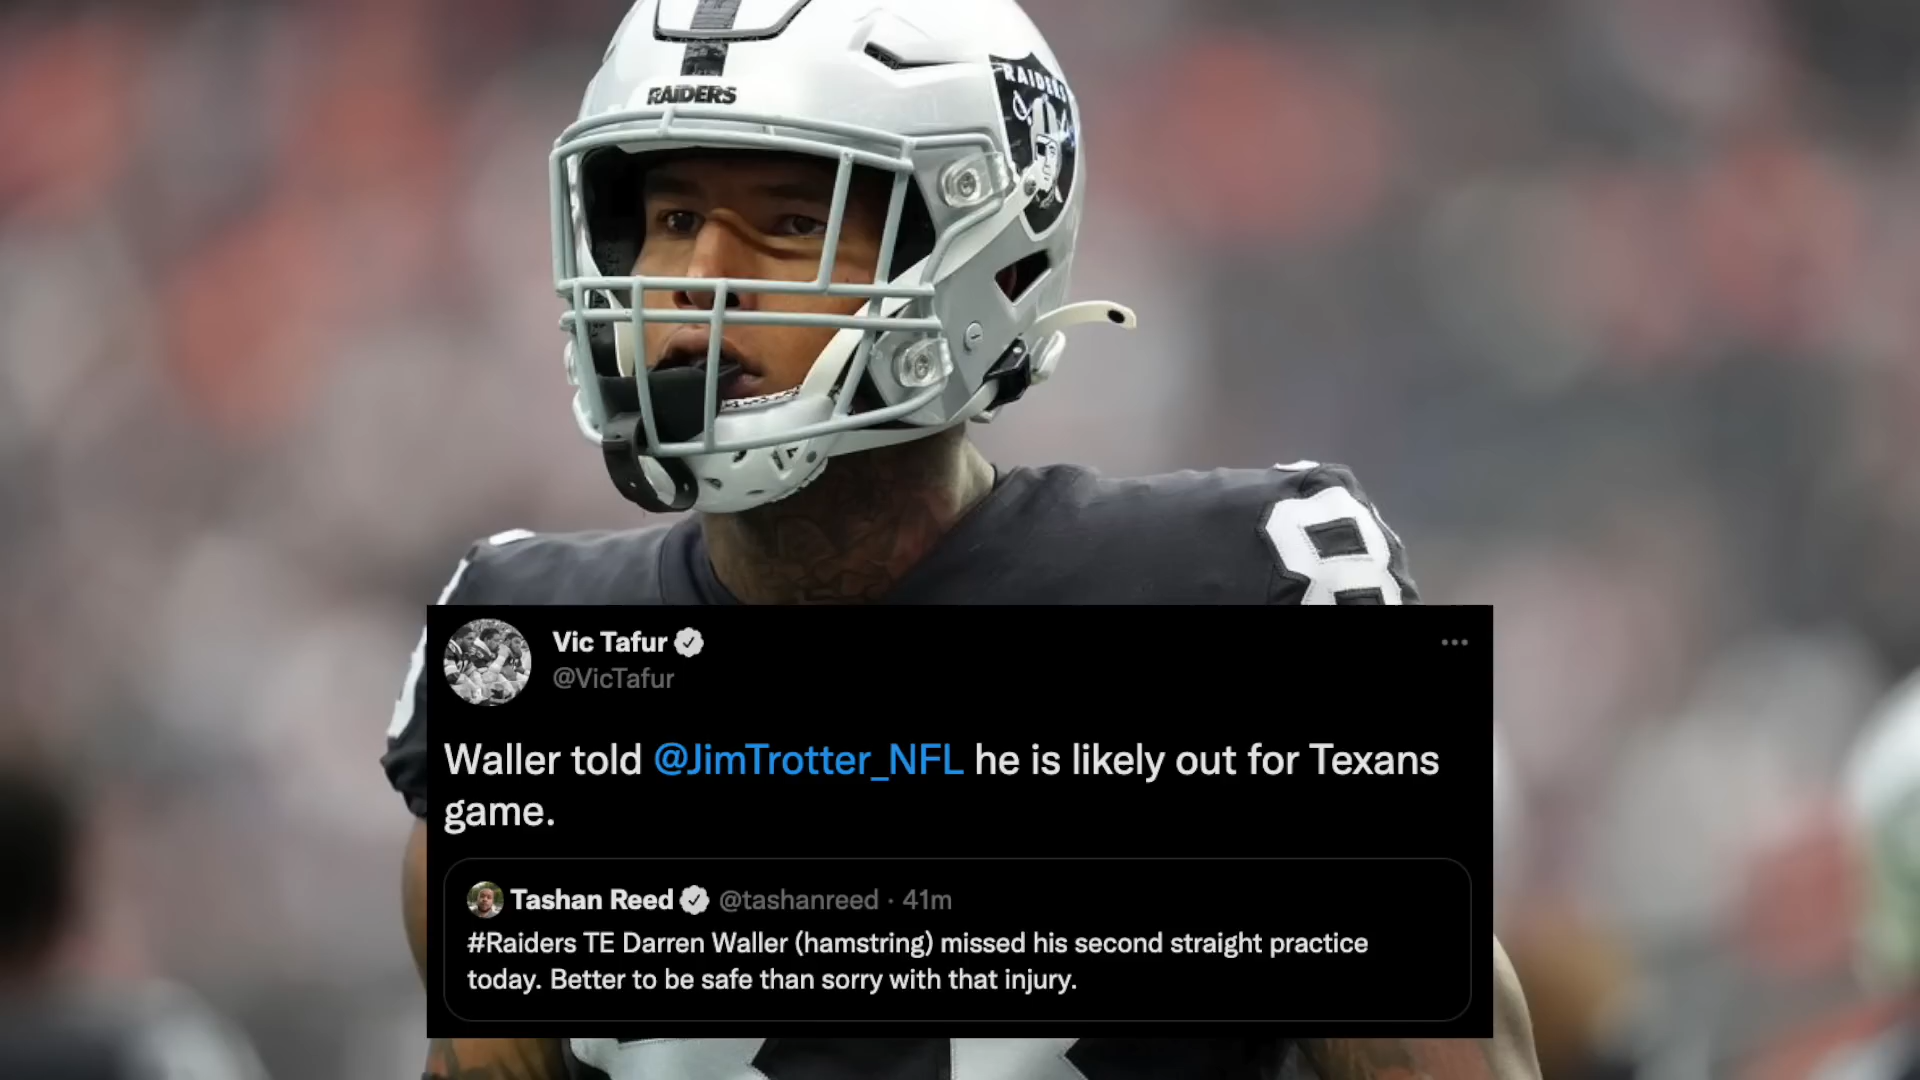 RAIDERS
RAIDERS
8
Vic Tafur
@VicTafur
Waller told @JimTrotter_NFL he is likely out for Texans
game.
Tashan Reed @tashanreed · 41m
#Raiders TE Darren Waller (hamstring) missed his second straight practice
today. Better to be safe than sorry with that injury.